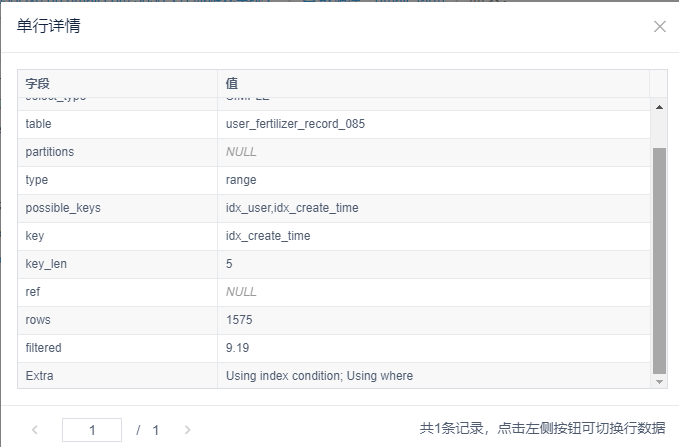 单行详情
字段 值
select_type SIMPLE
table user_fertilizer_record_085
partitions NULL
type range
possible_keys idx_user,idx_create_time
key idx_create_time
key_len 5
ref NULL
rows 1575
filtered 9.19
Extra Using index condition; Using where
1 / 1 共1条记录，点击左侧按钮可切换行数据